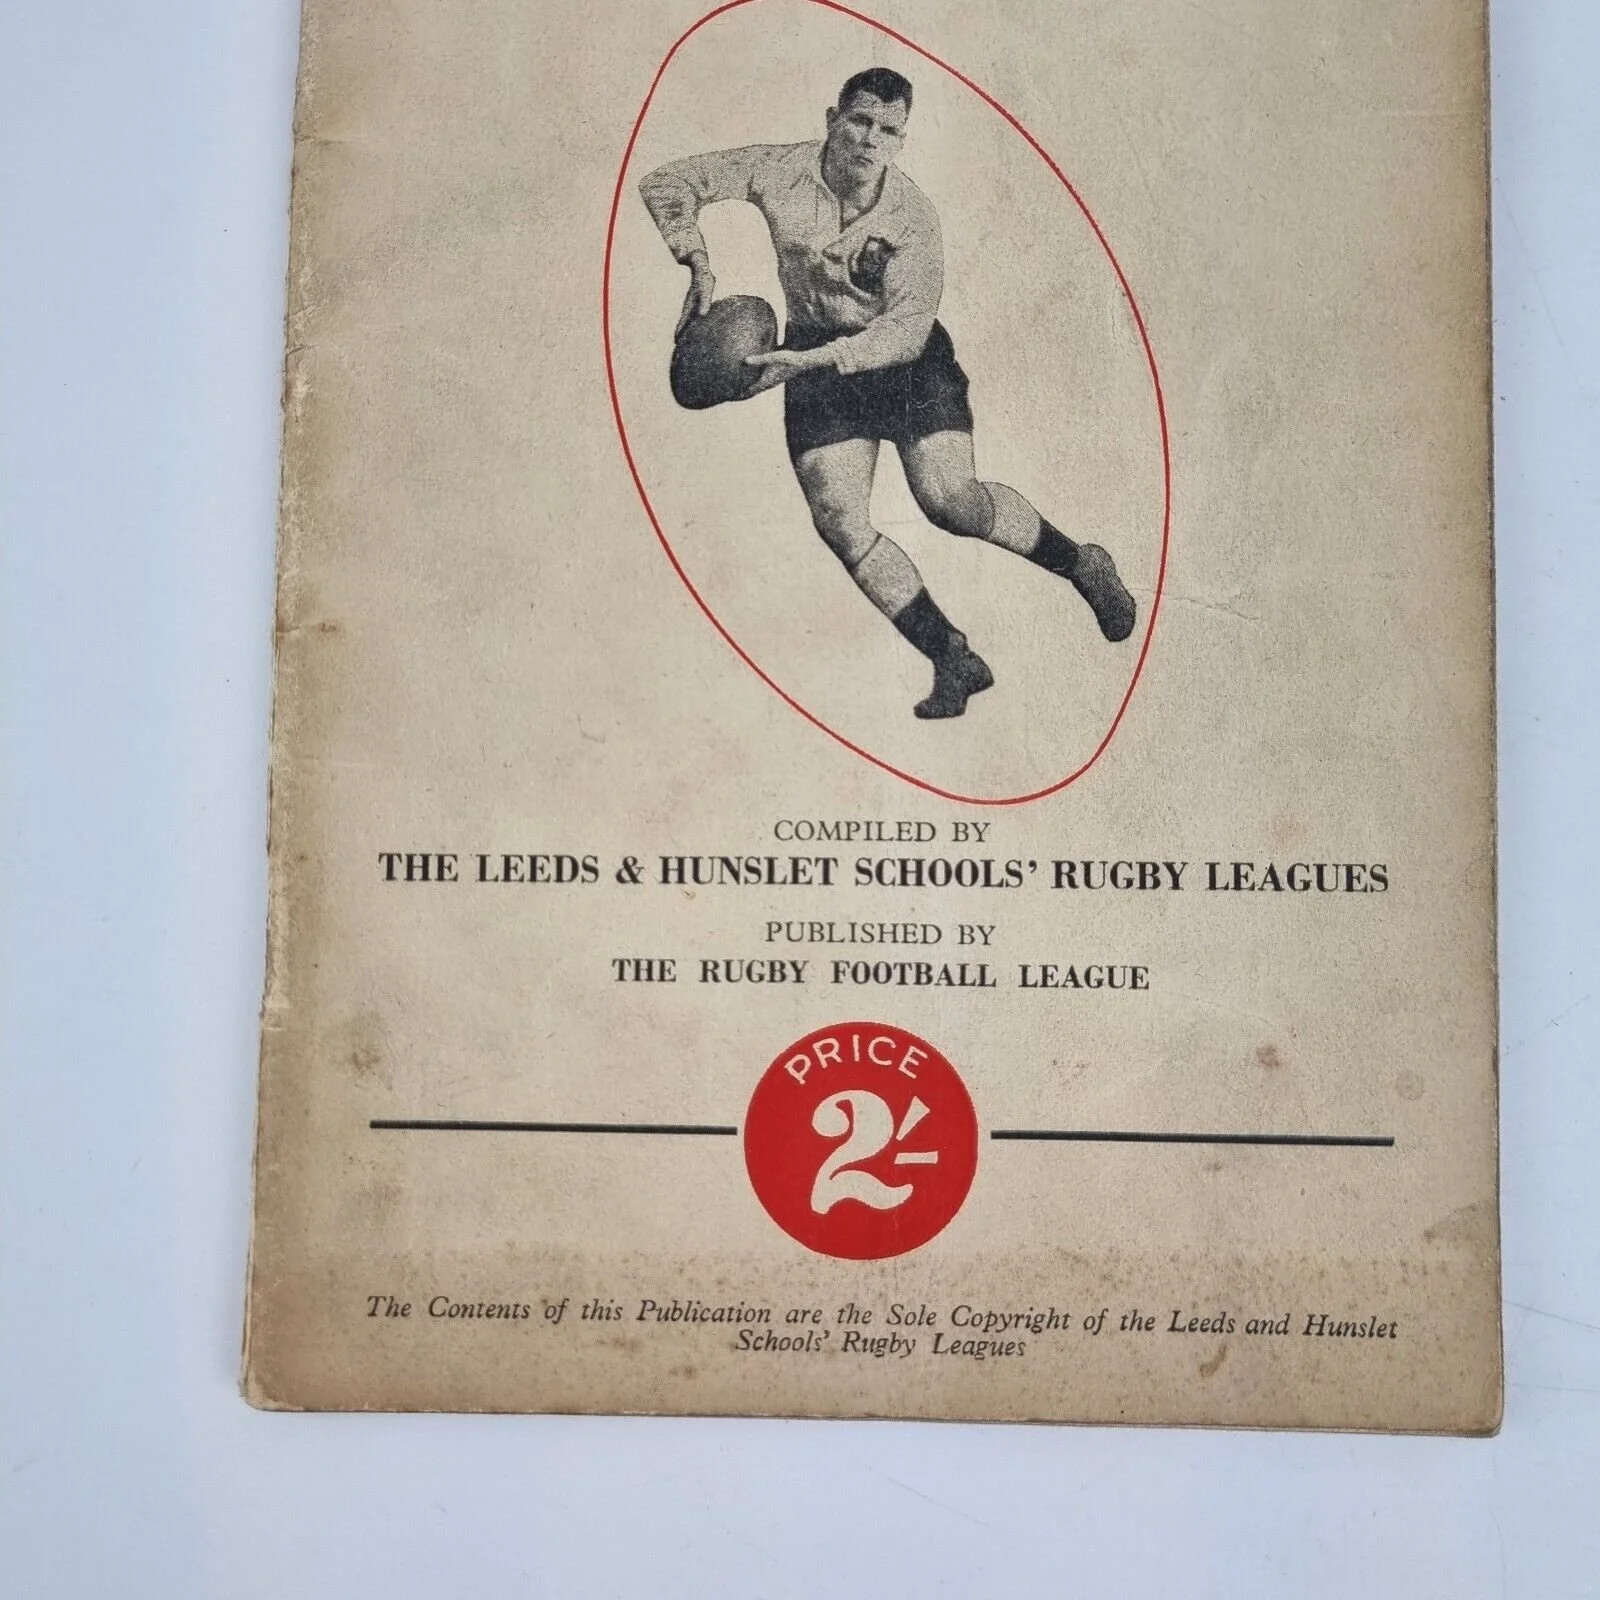 COMPILED BY
THE LEEDS & HUNSLET SCHOOLS' RUGBY LEAGUES
PUBLISHED BY
THE RUGBY FOOTBALL LEAGUE
PRICE
2/-
The Contents of this Publication are the Sole Copyright of the Leeds and Hunslet
Schools' Rugby Leagues